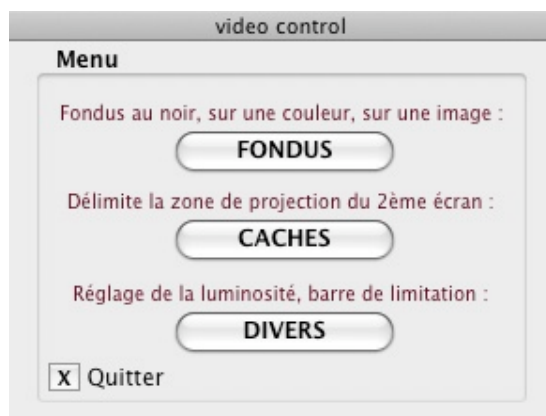 video control
Menu
Fondus au noir, sur une couleur, sur une image :
FONDUS
Délimite la zone de projection du 2ème écran :
CACHES
Réglage de la luminosité, barre de limitation :
DIVERS
X Quitter